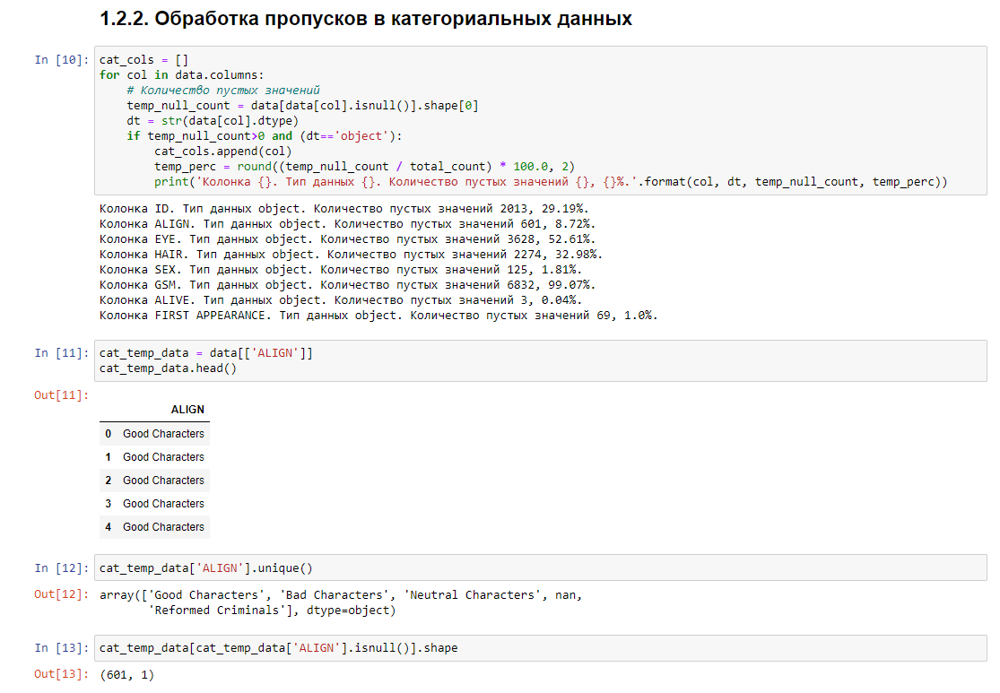 1.2.2. Обработка пропусков в категориальных данных
In [10]: cat_cols = []
for col in data.columns:
    # Количество пустых значений
    temp_null_count = data[data[col].isnull()].shape[0]
    dt = str(data[col].dtype)
    if temp_null_count>0 and (dt=='object'):
        cat_cols.append(col)
        temp_perc = round((temp_null_count / total_count) * 100.0, 2)
        print('Колонка {}. Тип данных {}. Количество пустых значений {}, {}%.'.format(col, dt, temp_null_count, temp_perc))
Колонка ID. Тип данных object. Количество пустых значений 2013, 29.19%.
Колонка ALIGN. Тип данных object. Количество пустых значений 601, 8.72%.
Колонка EYE. Тип данных object. Количество пустых значений 3628, 52.61%.
Колонка HAIR. Тип данных object. Количество пустых значений 2274, 32.98%.
Колонка SEX. Тип данных object. Количество пустых значений 125, 1.81%.
Колонка GSM. Тип данных object. Количество пустых значений 6832, 99.07%.
Колонка ALIVE. Тип данных object. Количество пустых значений 3, 0.04%.
Колонка FIRST APPEARANCE. Тип данных object. Количество пустых значений 69, 1.0%.
In [11]: cat_temp_data = data[['ALIGN']]
cat_temp_data.head()
Out[11]:
ALIGN
0 Good Characters
1 Good Characters
2 Good Characters
3 Good Characters
4 Good Characters
In [12]: cat_temp_data['ALIGN'].unique()
Out[12]: array(['Good Characters', 'Bad Characters', 'Neutral Characters', nan,
       'Reformed Criminals'], dtype=object)
In [13]: cat_temp_data[cat_temp_data['ALIGN'].isnull()].shape
Out[13]: (601, 1)